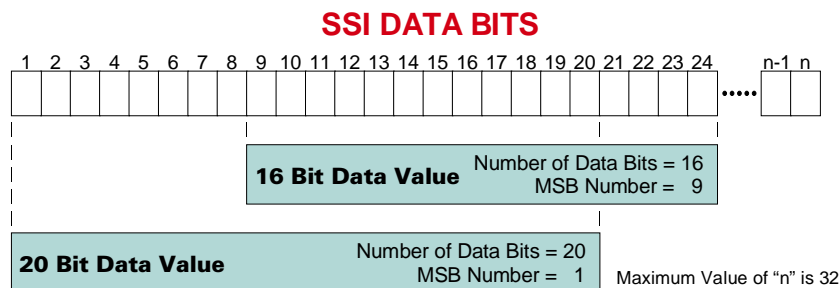 SSI DATA BITS
1 2 3 4 5 6 7 8 9 10 11 12 13 14 15 16 17 18 19 20 21 22 23 24 n-1 n
16 Bit Data Value
Number of Data Bits = 16
MSB Number = 9
20 Bit Data Value
Number of Data Bits = 20
MSB Number = 1
Maximum Value of “n” is 32